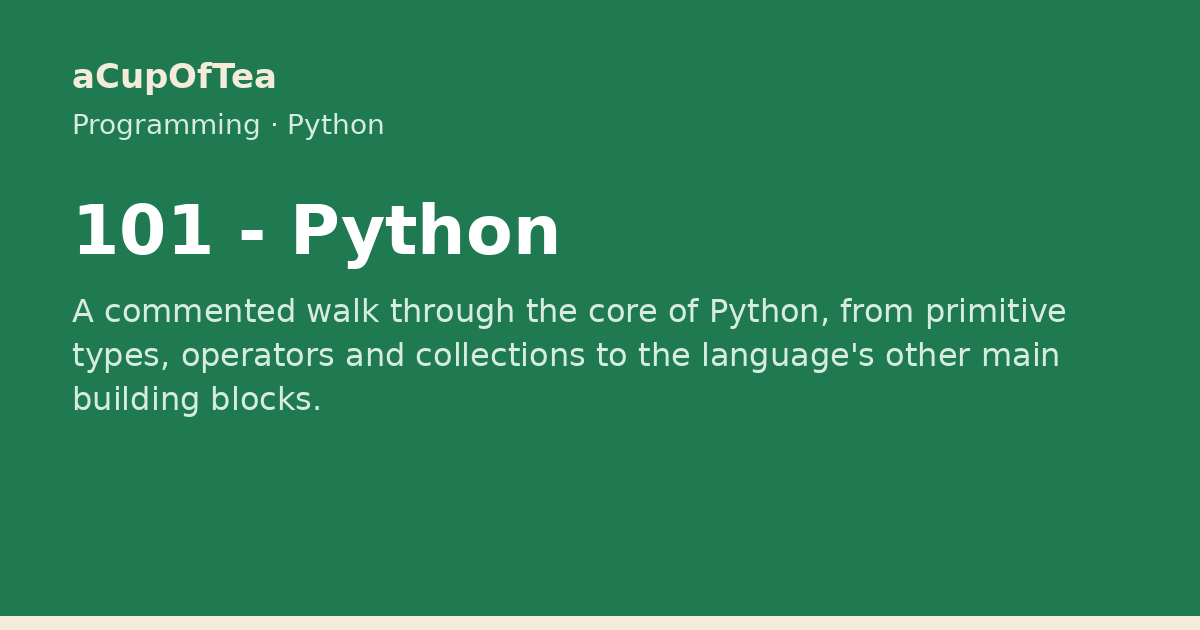 aCupOfTea
Programming · Python
101 - Python
A commented walk through the core of Python, from primitive
types, operators and collections to the language's other main
building blocks.